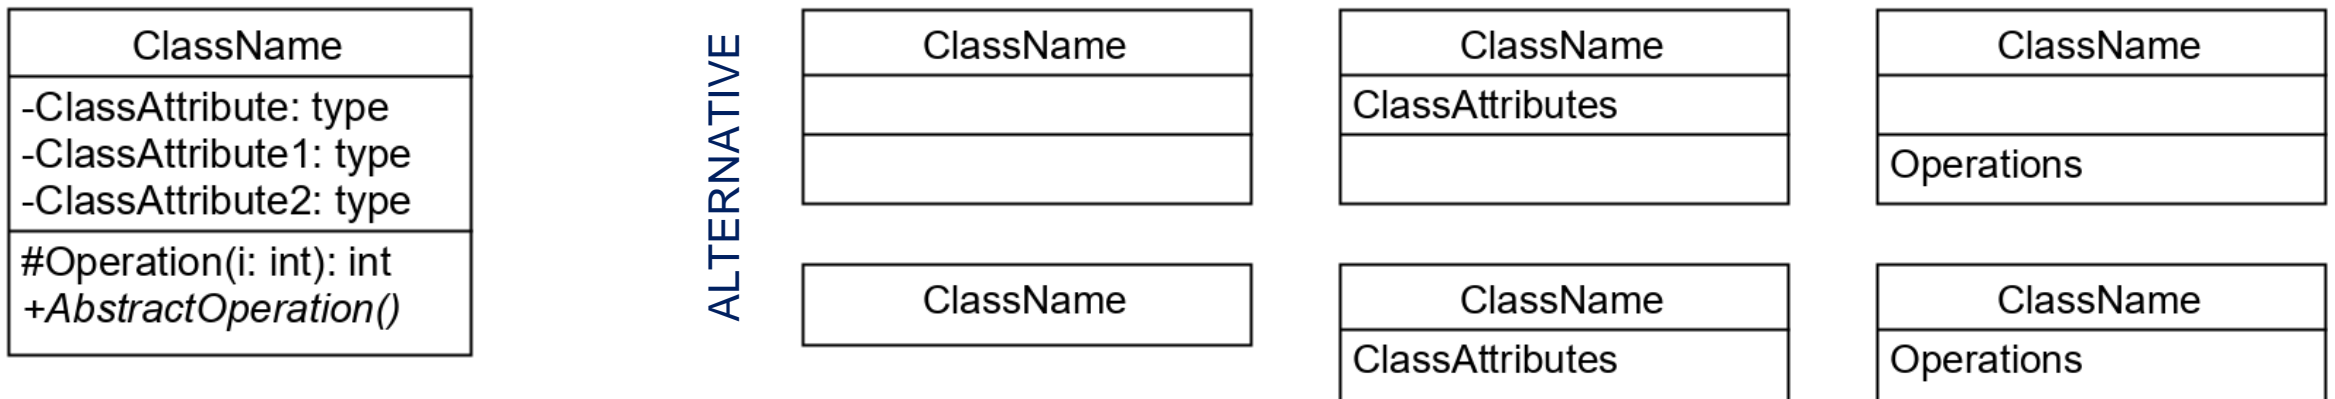 ClassName
-ClassAttribute: type
-ClassAttribute1: type
-ClassAttribute2: type
#Operation(i: int): int
+AbstractOperation()
ALTERNATIVE
ClassName
ClassName
ClassAttributes
ClassName
Operations
ClassName
ClassName
ClassAttributes
ClassName
Operations